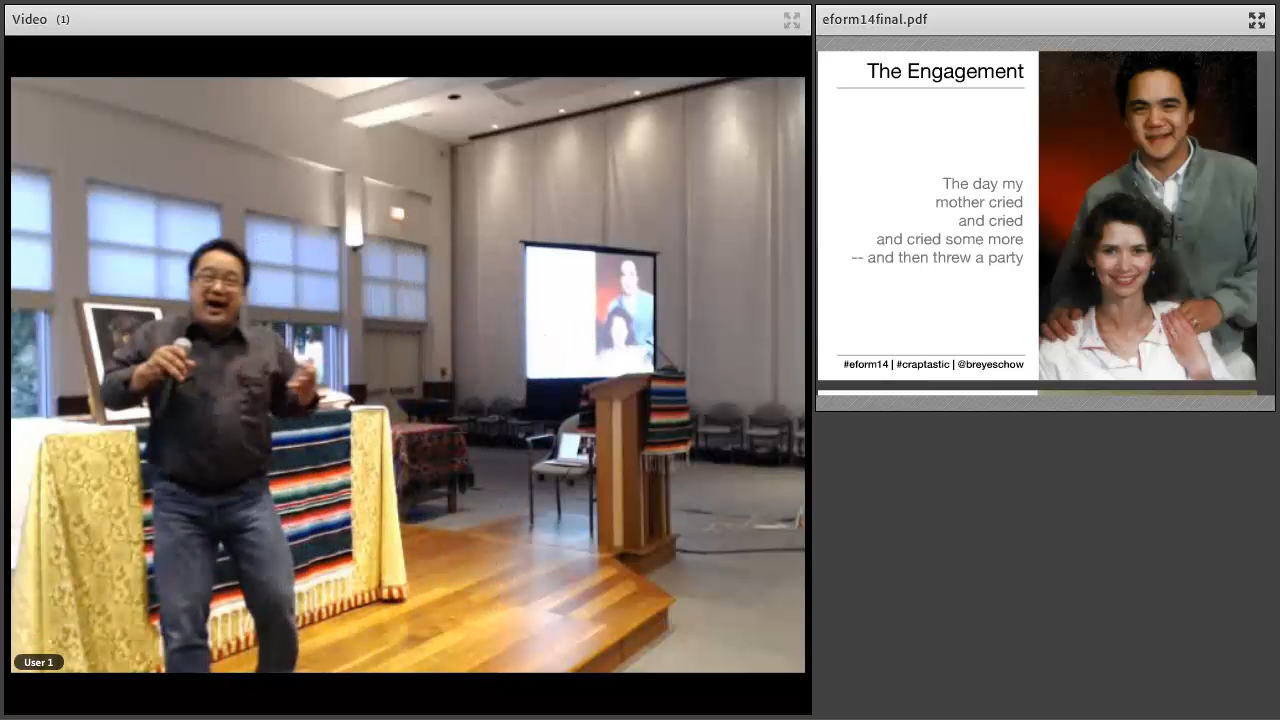 Video (1)
eform14final.pdf
The Engagement
The day my
mother cried
and cried
and cried some more
-- and then threw a party
#eform14 | #craptastic | @breyeschow
User 1